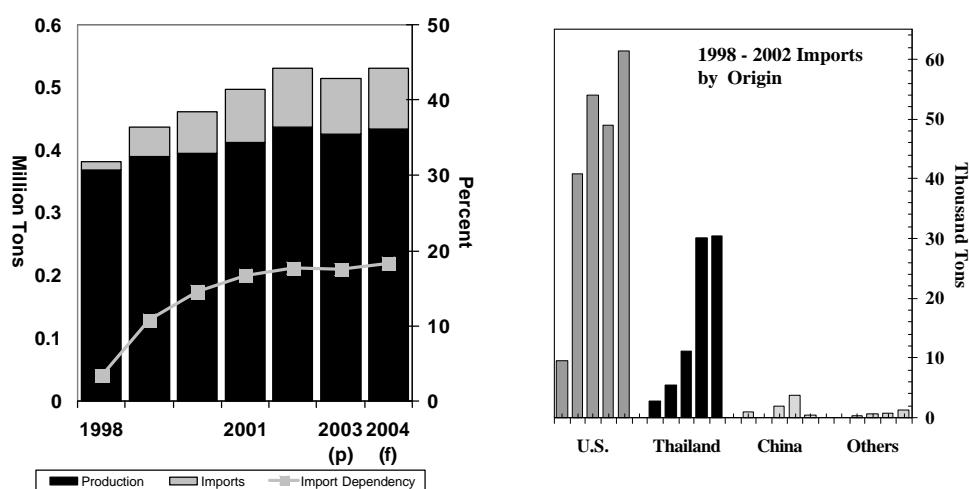 0.6
0.5
0.4
0.3
0.2
0.1
0
Million Tons
50
40
30
20
10
0
Percent
1998 2001 2003 2004
(p) (f)
Production Imports Import Dependency
1998 - 2002 Imports
by Origin
60
50
40
30
20
10
0
Thousand Tons
U.S. Thailand China Others